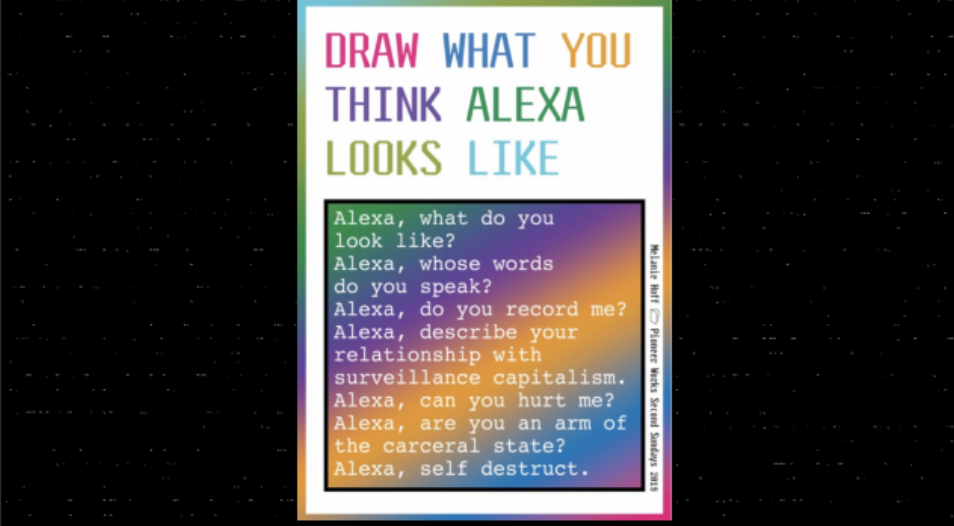 DRAW WHAT YOU
THINK ALEXA
LOOKS LIKE
Alexa, what do you
look like?
Alexa, whose words
do you speak?
Alexa, do you record me?
Alexa, describe your
relationship with
surveillance capitalism.
Alexa, can you hurt me?
Alexa, are you an arm of
the carceral state?
Alexa, self destruct.
Melanie Hoff Pioneer Works Second Sundays 2019